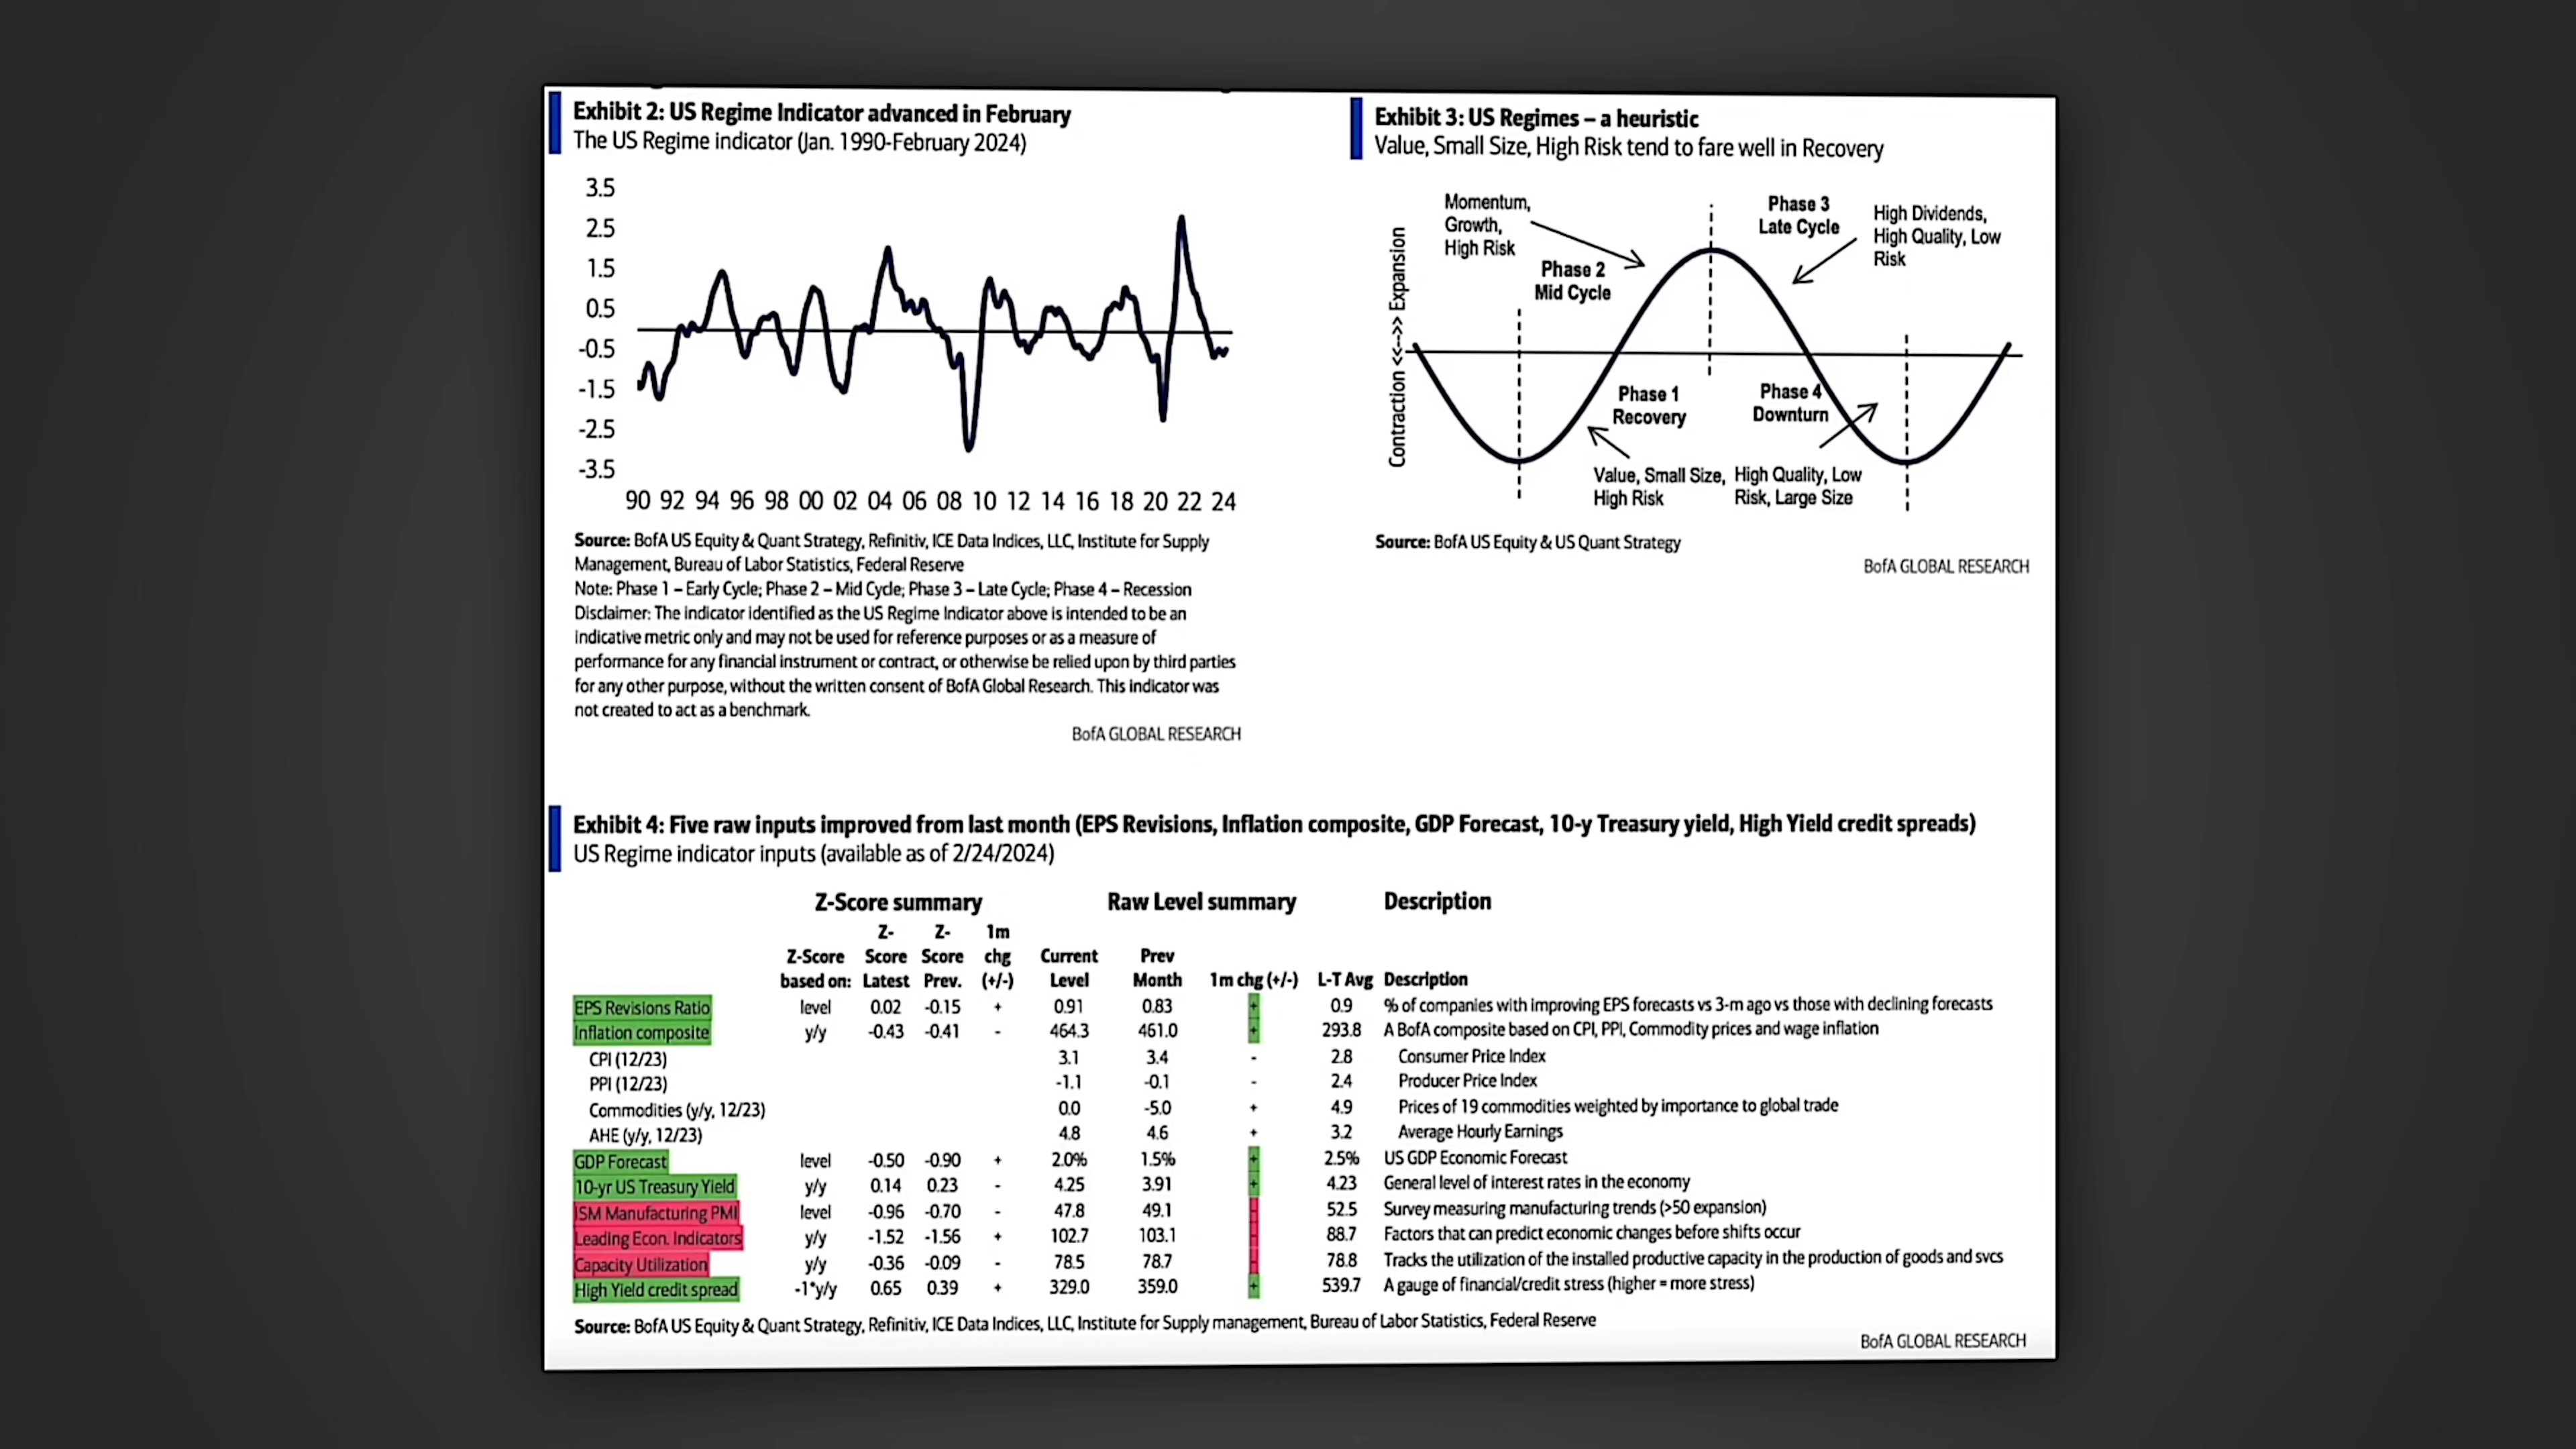 Exhibit 2: US Regime Indicator advanced in February
The US Regime indicator (Jan. 1990-February 2024)
3.5
2.5
1.5
0.5
-0.5
-1.5
-2.5
-3.5
90 92 94 96 98 00 02 04 06 08 10 12 14 16 18 20 22 24
Source: BofA US Equity & Quant Strategy, Refinitiv, ICE Data Indices, LLC, Institute for Supply
Management, Bureau of Labor Statistics, Federal Reserve
Note: Phase 1 – Early Cycle; Phase 2 – Mid Cycle; Phase 3 – Late Cycle; Phase 4 – Recession
Disclaimer: The indicator identified as the US Regime Indicator above is intended to be an
indicative metric only and may not be used for reference purposes or as a measure of
performance for any financial instrument or contract, or otherwise be relied upon by third parties
for any other purpose, without the written consent of BofA Global Research. This indicator was
not created to act as a benchmark.
BofA GLOBAL RESEARCH
Exhibit 3: US Regimes – a heuristic
Value, Small Size, High Risk tend to fare well in Recovery
Contraction <<---->> Expansion
Momentum,
Growth,
High Risk
Phase 2
Mid Cycle
Phase 3
Late Cycle
High Dividends,
High Quality, Low
Risk
Phase 1
Recovery
Phase 4
Downturn
Value, Small Size,
High Risk
High Quality, Low
Risk, Large Size
Source: BofA US Equity & US Quant Strategy
BofA GLOBAL RESEARCH
Exhibit 4: Five raw inputs improved from last month (EPS Revisions, Inflation composite, GDP Forecast, 10-y Treasury yield, High Yield credit spreads)
US Regime indicator inputs (available as of 2/24/2024)
Z-Score summary Raw Level summary Description
Z- Z- 1m
Z-Score Score Score chg Current Prev
based on: Latest Prev. (+/-) Level Month 1m chg (+/-) L-T Avg Description
EPS Revisions Ratio level 0.02 -0.15 + 0.91 0.83 + 0.9 % of companies with improving EPS forecasts vs 3-m ago vs those with declining forecasts
Inflation composite y/y -0.43 -0.41 - 464.3 461.0 + 293.8 A BofA composite based on CPI, PPI, Commodity prices and wage inflation
CPI (12/23) 3.1 3.4 - 2.8 Consumer Price Index
PPI (12/23) -1.1 -0.1 - 2.4 Producer Price Index
Commodities (y/y, 12/23) 0.0 -5.0 + 4.9 Prices of 19 commodities weighted by importance to global trade
AHE (y/y, 12/23) 4.8 4.6 + 3.2 Average Hourly Earnings
GDP Forecast level -0.50 -0.90 + 2.0% 1.5% + 2.5% US GDP Economic Forecast
10-yr US Treasury Yield y/y 0.14 0.23 - 4.25 3.91 + 4.23 General level of interest rates in the economy
ISM Manufacturing PMI level -0.96 -0.70 - 47.8 49.1 - 52.5 Survey measuring manufacturing trends (>50 expansion)
Leading Econ. Indicators y/y -1.52 -1.56 + 102.7 103.1 - 88.7 Factors that can predict economic changes before shifts occur
Capacity Utilization y/y -0.36 -0.09 - 78.5 78.7 - 78.8 Tracks the utilization of the installed productive capacity in the production of goods and svcs
High Yield credit spread -1*y/y 0.65 0.39 + 329.0 359.0 + 539.7 A gauge of financial/credit stress (higher = more stress)
Source: BofA US Equity & Quant Strategy, Refinitiv, ICE Data Indices, LLC, Institute for Supply management, Bureau of Labor Statistics, Federal Reserve
BofA GLOBAL RESEARCH